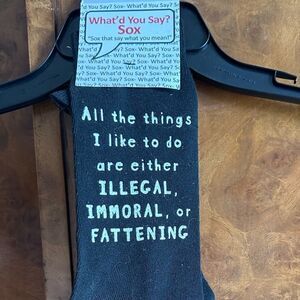 What'd You Say?
Sox
"Sox that say what you mean!"
All the things
I like to do
are either
ILLEGAL,
IMMORAL, or
FATTENING